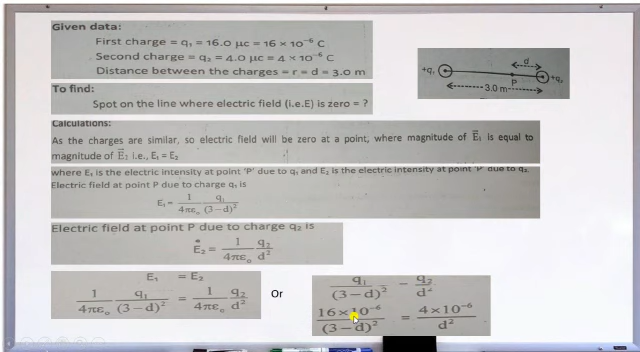 Given data:
First charge = q₁ = 16.0 μc = 16 × 10⁻⁶ C
Second charge = q₂ = 4.0 μc = 4 × 10⁻⁶ C
Distance between the charges = r = d = 3.0 m
To find:
Spot on the line where electric field (i.e.E) is zero = ?
+q₁ d P +q₂
3.0 m
Calculations:
As the charges are similar, so electric field will be zero at a point, where magnitude of E⃗₁ is equal to
magnitude of E⃗₂ i.e., E₁ = E₂
where E₁ is the electric intensity at point 'P' due to q₁ and E₂ is the electric intensity at point 'P' due to q₂.
Electric field at point P due to charge q₁ is
E₁ = 1/4πε₀ q₁/(3–d)²
Electric field at point P due to charge q₂ is
E₂ = 1/4πε₀ q₂/d²
E₁ = E₂
1/4πε₀ q₁/(3–d)² = 1/4πε₀ q₂/d²
Or
q₁/(3–d)² = q₂/d²
16×10⁻⁶/(3–d)² = 4×10⁻⁶/d²